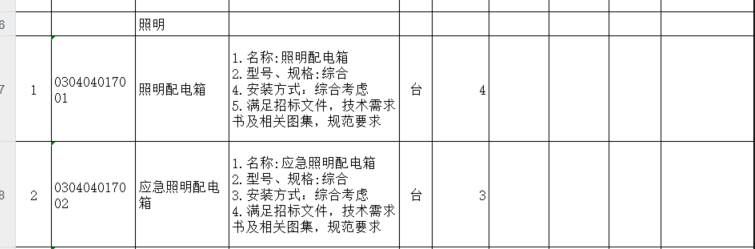 6 照明
7 1 030404017001 照明配电箱 1.名称:照明配电箱
2.型号、规格:综合
4.安装方式：综合考虑
5.满足招标文件，技术需求
书及相关图集，规范要求 台 4
8 2 030404017002 应急照明配电箱 1.名称:应急照明配电箱
2.型号、规格:综合
3.安装方式：综合考虑
4.满足招标文件，技术需求
书及相关图集，规范要求 台 3